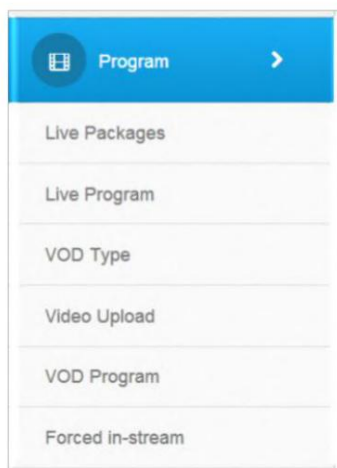 Program
Live Packages
Live Program
VOD Type
Video Upload
VOD Program
Forced in-stream